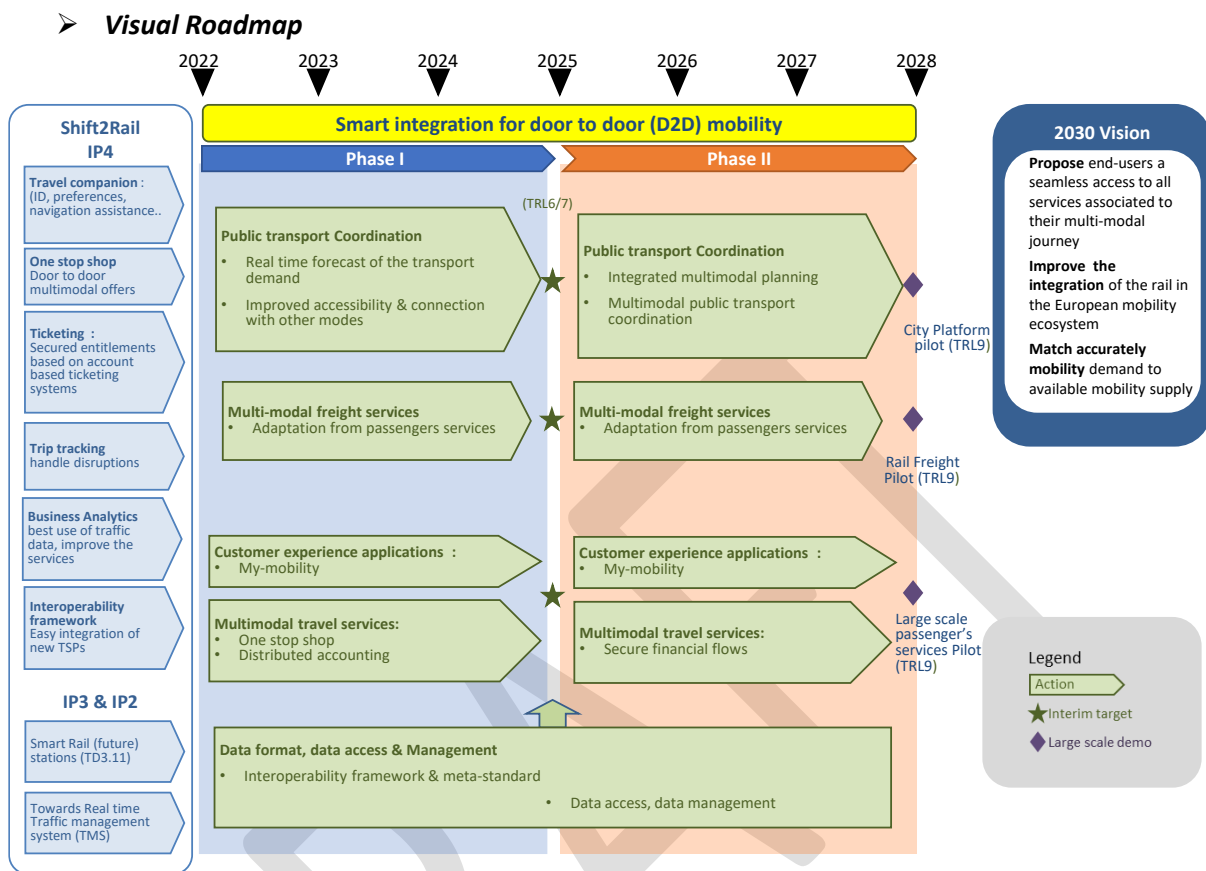 ➢ Visual Roadmap
2022 2023 2024 2025 2026 2027 2028
Shift2Rail
IP4
Travel companion :
(ID, preferences,
navigation assistance..
One stop shop
Door to door
multimodal offers
Ticketing :
Secured entitlements
based on account
based ticketing
systems
Trip tracking
handle disruptions
Business Analytics
best use of traffic
data, improve the
services
Interoperability
framework
Easy integration of
new TSPs
IP3 & IP2
Smart Rail (future)
stations (TD3.11)
Towards Real time
Traffic management
system (TMS)
Smart integration for door to door (D2D) mobility
Phase I
Phase II
(TRL6/7)
Public transport Coordination
• Real time forecast of the transport
demand
• Improved accessibility & connection
with other modes
Public transport Coordination
• Integrated multimodal planning
• Multimodal public transport
coordination
City Platform
pilot (TRL9)
Multi-modal freight services
• Adaptation from passengers services
Multi-modal freight services
• Adaptation from passengers services
Rail Freight
Pilot (TRL9)
Customer experience applications :
• My-mobility
Customer experience applications :
• My-mobility
Multimodal travel services:
• One stop shop
• Distributed accounting
Multimodal travel services:
• Secure financial flows
Large scale
passenger's
services Pilot
(TRL9)
Data format, data access & Management
• Interoperability framework & meta-standard
• Data access, data management
2030 Vision
Propose end-users a
seamless access to all
services associated to
their multi-modal
journey
Improve the
integration of the rail in
the European mobility
ecosystem
Match accurately
mobility demand to
available mobility supply
Legend
Action
Interim target
Large scale demo